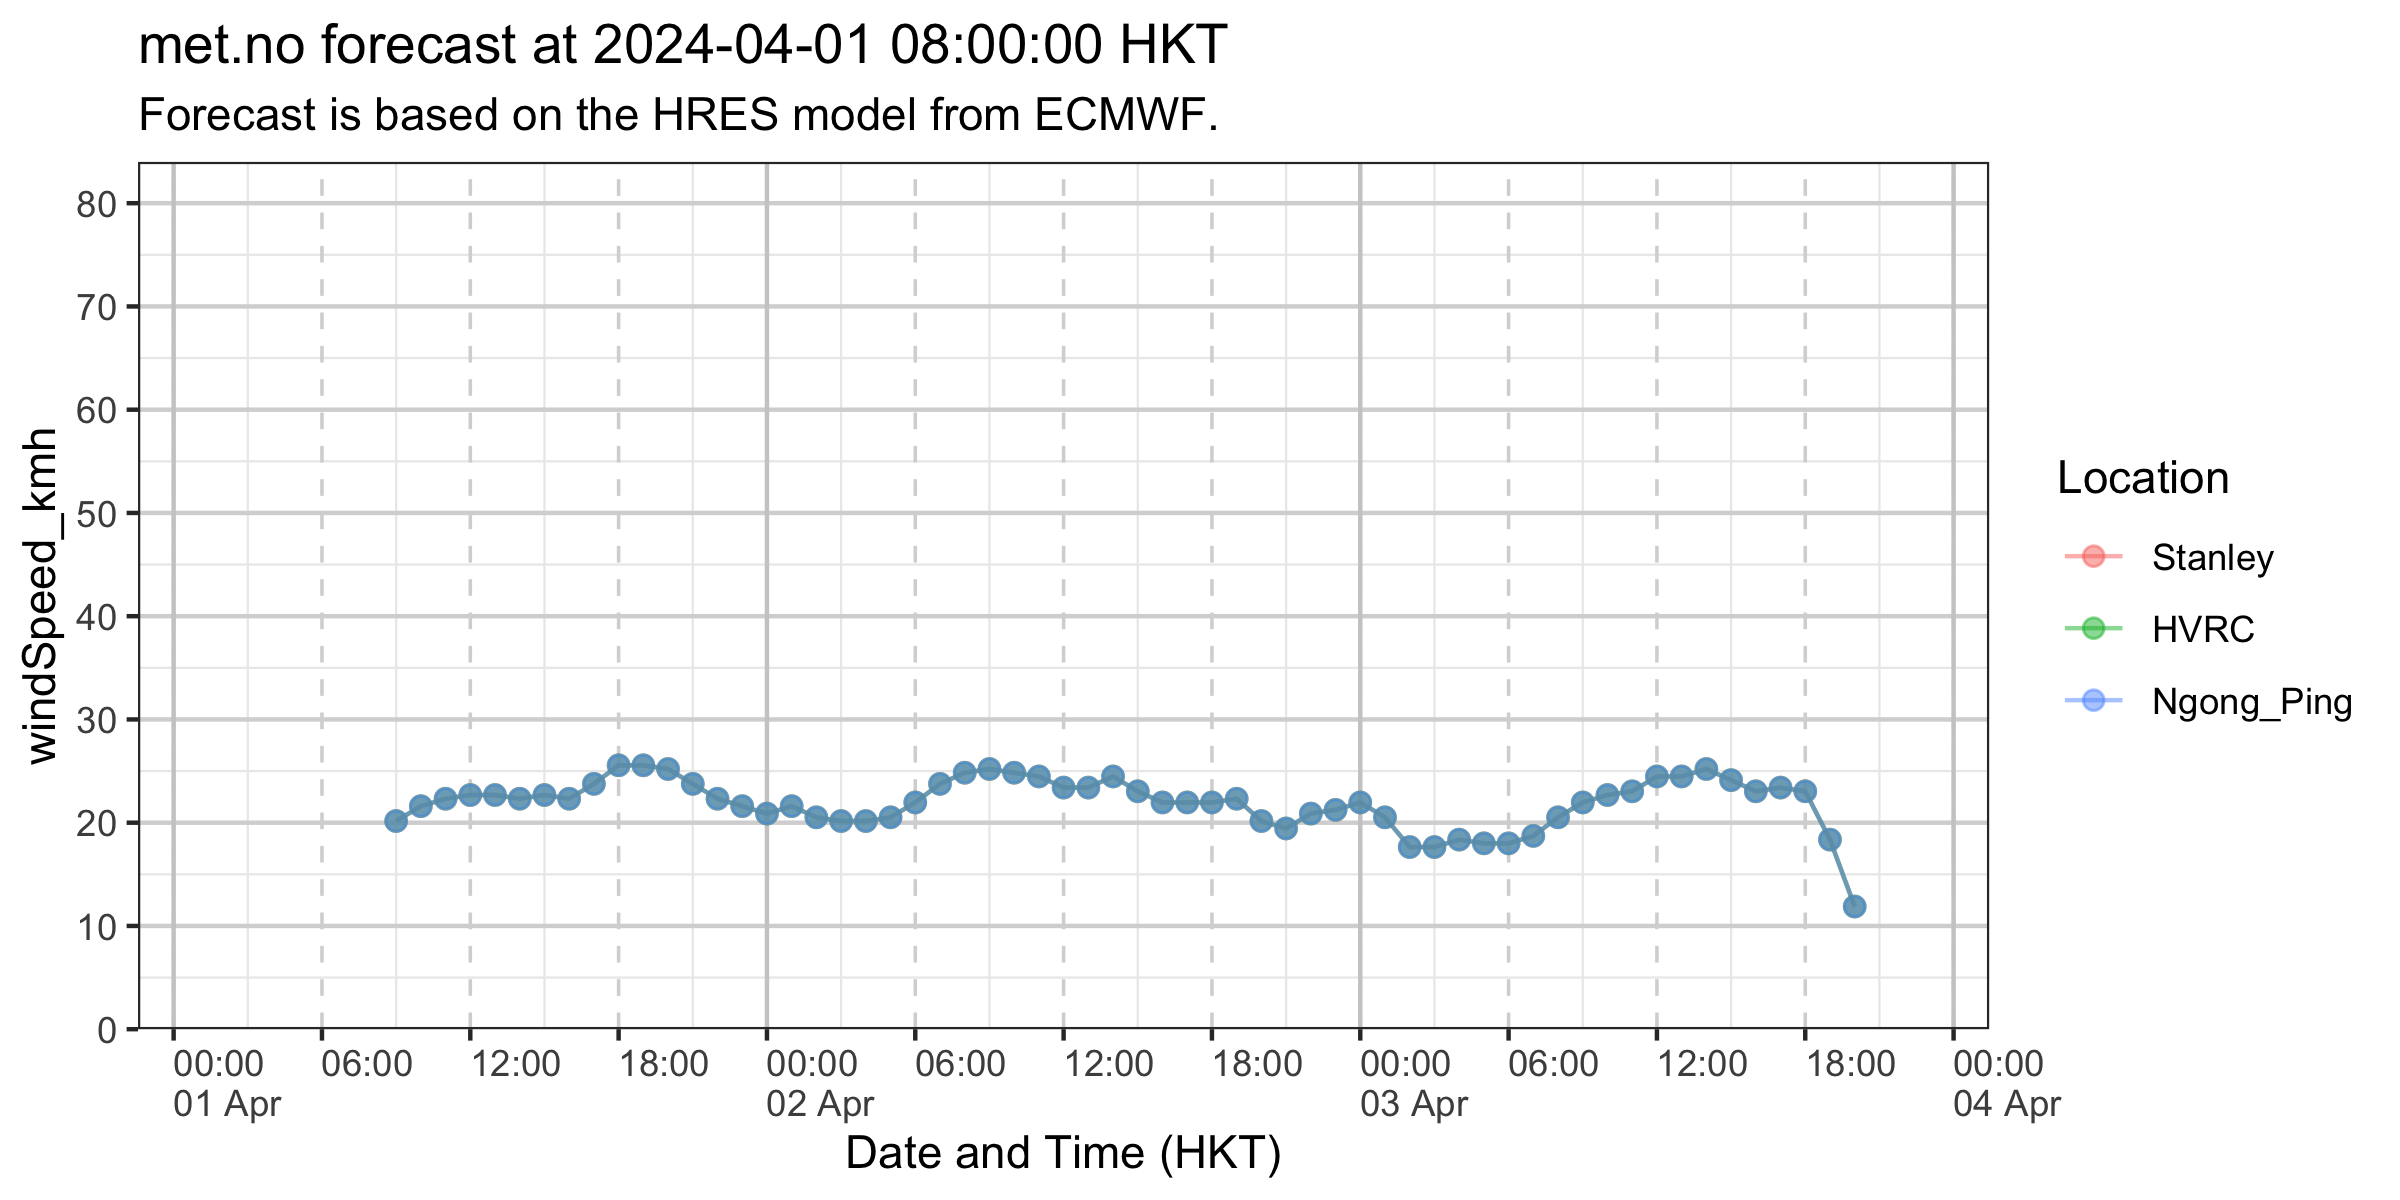 met.no forecast at 2024-04-01 08:00:00 HKT
Forecast is based on the HRES model from ECMWF.
windSpeed_kmh
80
70
60
50
40
30
20
10
0
00:00 06:00 12:00 18:00 00:00 06:00 12:00 18:00 00:00 06:00 12:00 18:00 00:00
01 Apr 02 Apr 03 Apr 04 Apr
Date and Time (HKT)
Location
Stanley
HVRC
Ngong_Ping